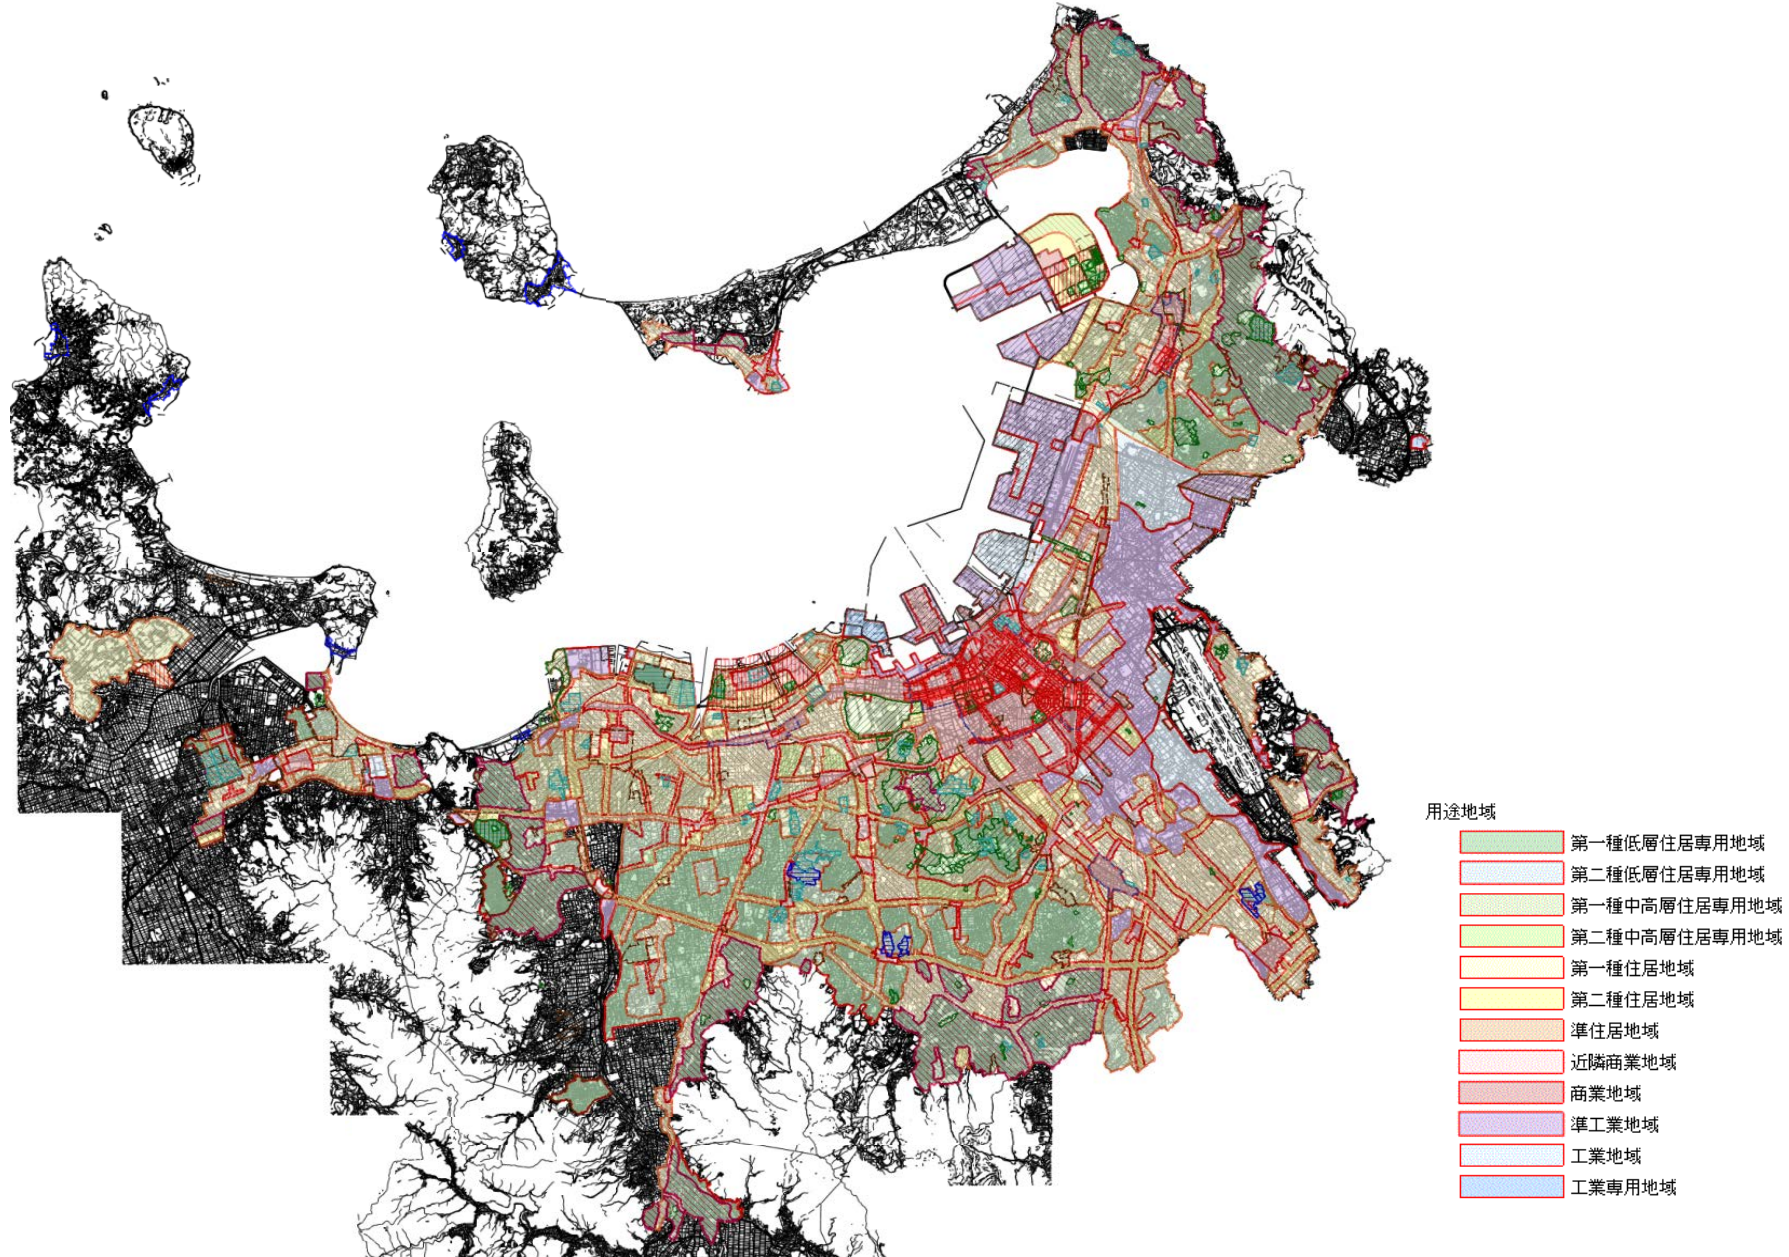 用途地域
第一種低層住居専用地域
第二種低層住居専用地域
第一種中高層住居専用地域
第二種中高層住居専用地域
第一種住居地域
第二種住居地域
準住居地域
近隣商業地域
商業地域
準工業地域
工業地域
工業専用地域